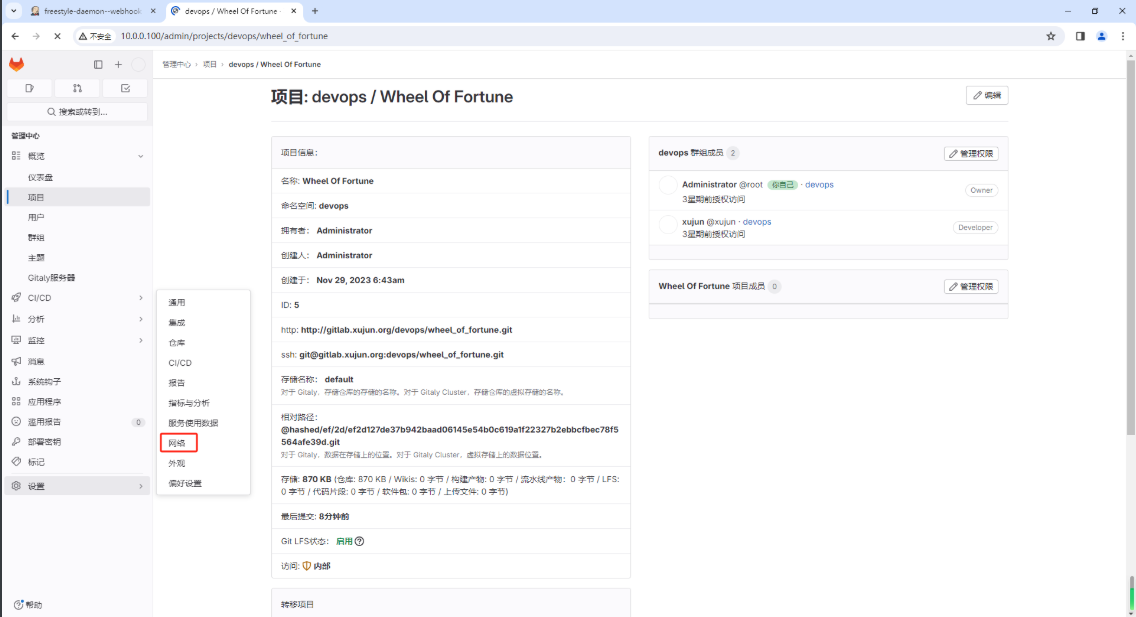 freestyle-daemon--webhook
devops / Wheel Of Fortune ·
不安全
10.0.0.100/admin/projects/devops/wheel_of_fortune
搜索或转到...
管理中心
概览
仪表盘
项目
用户
群组
主题
Gitaly服务器
CI/CD
分析
监控
消息
系统钩子
应用程序
滥用报告 0
部署密钥
标记
设置
帮助
通用
集成
仓库
CI/CD
报告
指标与分析
服务使用数据
网络
外观
偏好设置
管理中心 › 项目 › devops / Wheel Of Fortune
项目: devops / Wheel Of Fortune
编辑
项目信息:
名称: Wheel Of Fortune
命名空间: devops
拥有者: Administrator
创建人: Administrator
创建于: Nov 29, 2023 6:43am
ID: 5
http: http://gitlab.xujun.org/devops/wheel_of_fortune.git
ssh: git@gitlab.xujun.org:devops/wheel_of_fortune.git
存储名称: default
对于 Gitaly，存储仓库的存储的名称。对于 Gitaly Cluster，存储仓库的虚拟存储的名称。
相对路径:
@hashed/ef/2d/ef2d127de37b942baad06145e54b0c619a1f22327b2ebbcfbec78f5
564afe39d.git
对于 Gitaly，数据在存储上的位置。对于 Gitaly Cluster，虚拟存储上的数据位置。
存储: 870 KB (仓库: 870 KB / Wikis: 0 字节 / 构建产物: 0 字节 / 流水线产物: 0 字节 / LFS:
0 字节 / 代码片段: 0 字节 / 软件包: 0 字节 / 上传文件: 0 字节)
最后提交: 8分钟前
Git LFS状态: 启用
访问: 内部
转移项目
devops 群组成员 2
管理权限
Administrator @root 你自己 · devops
3星期前授权访问
Owner
xujun @xujun · devops
3星期前授权访问
Developer
Wheel Of Fortune 项目成员 0
管理权限